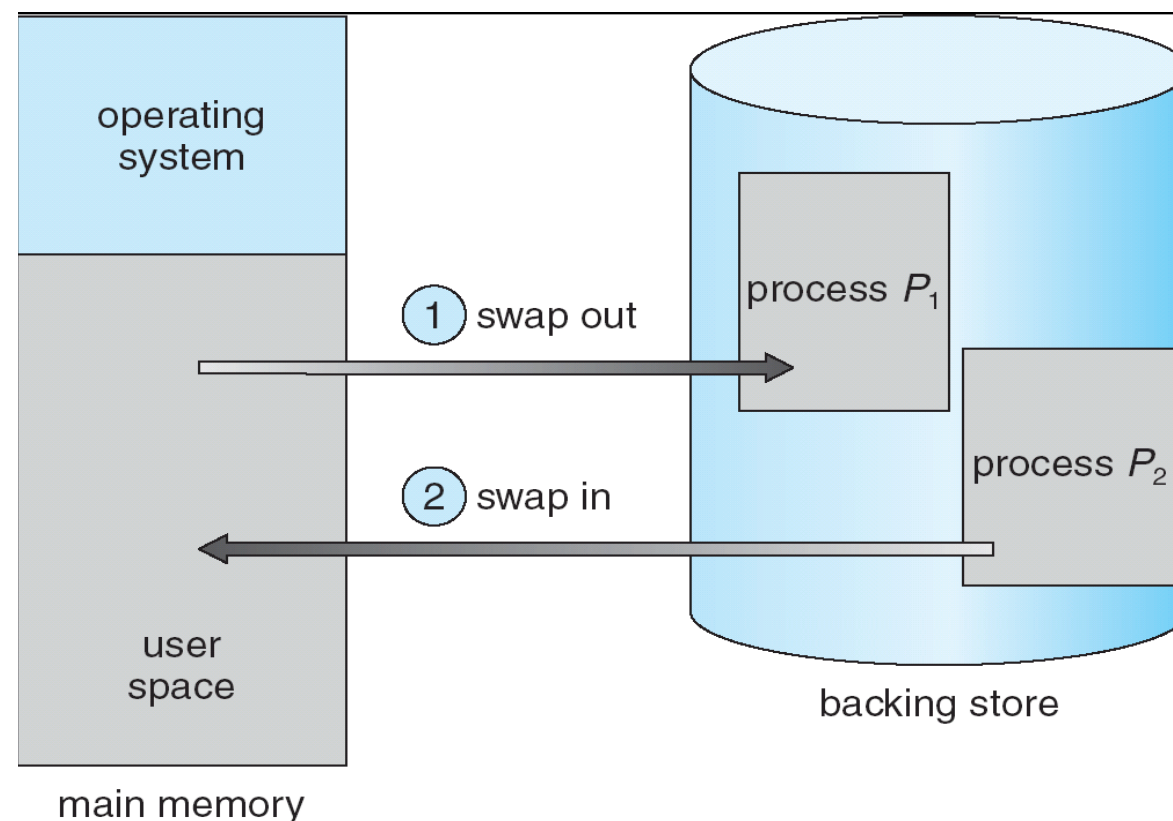 operating
system
1 swap out
process P₁
process P₂
2 swap in
user
space
backing store
main memory